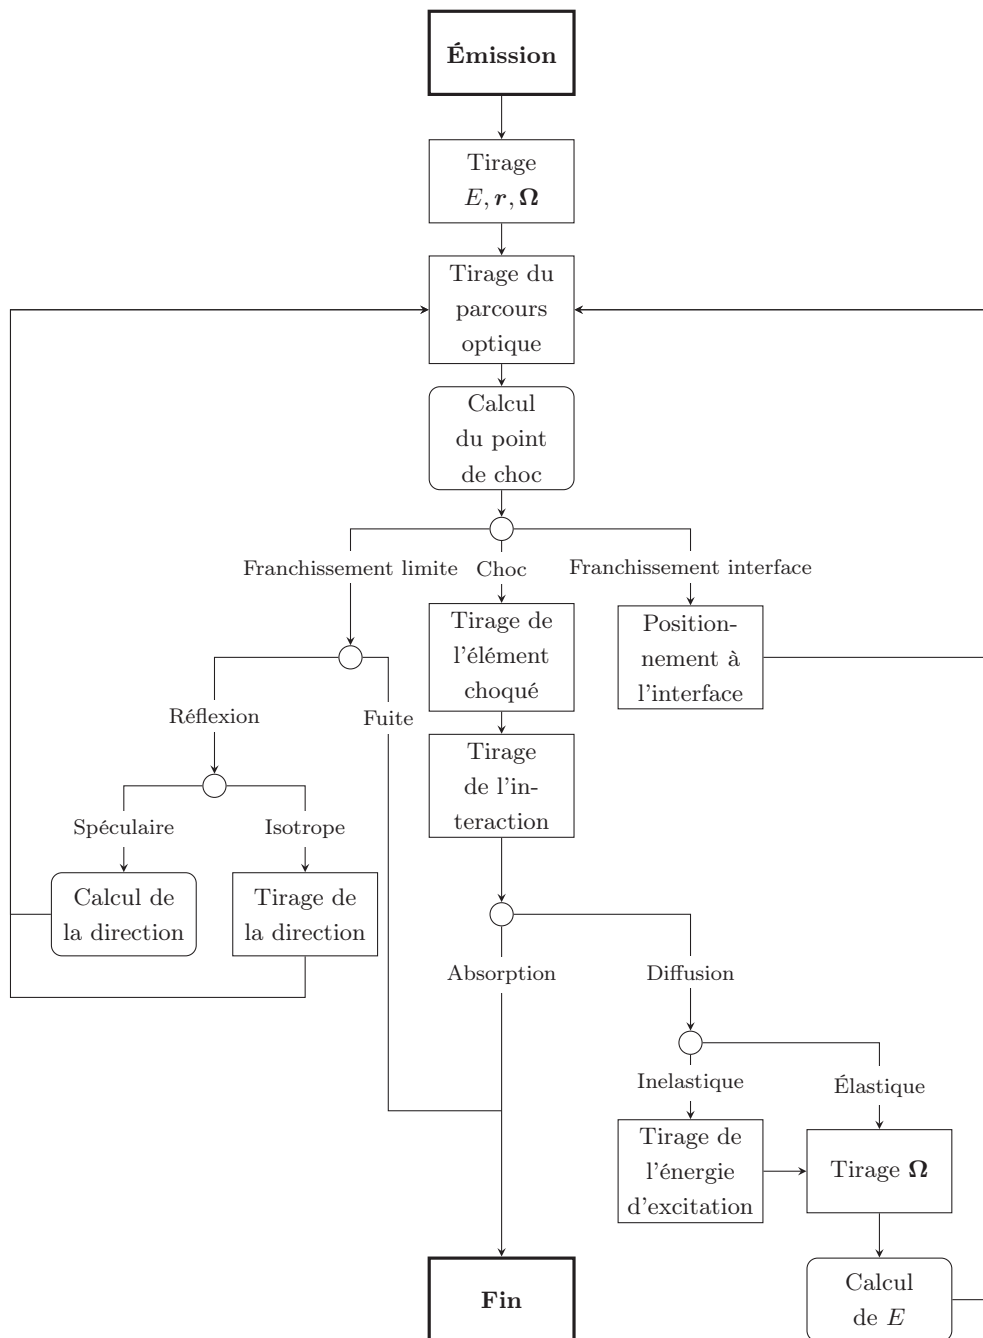 Émission
Tirage
E, r, Ω
Tirage du
parcours
optique
Calcul
du point
de choc
Franchissement limite
Choc
Franchissement interface
Tirage de
l'élément
choqué
Position-
nement à
l'interface
Réflexion
Fuite
Tirage
de l'in-
teraction
Spéculaire
Isotrope
Calcul de
la direction
Tirage de
la direction
Absorption
Diffusion
Inelastique
Élastique
Tirage de
l'énergie
d'excitation
Tirage Ω
Fin
Calcul
de E